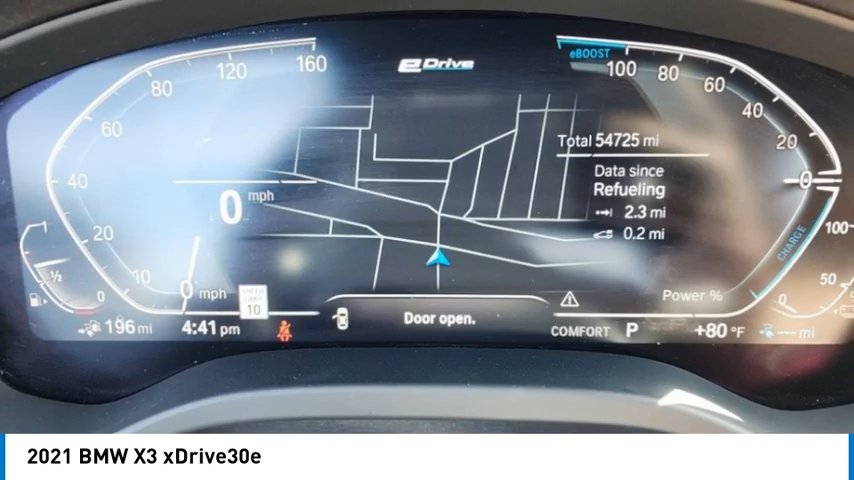 eDrive
160
120
80
60
40
20
10
0
0 mph
mph
SPEED LIMIT 10
1
½
0
196 mi
4:41 pm
Door open.
eBOOST
100
80
60
40
20
0
Total 54725 mi
Data since
Refueling
2.3 mi
0.2 mi
CHARGE
100
50
0
Power %
COMFORT P +80 °F --- mi
2021 BMW X3 xDrive30e